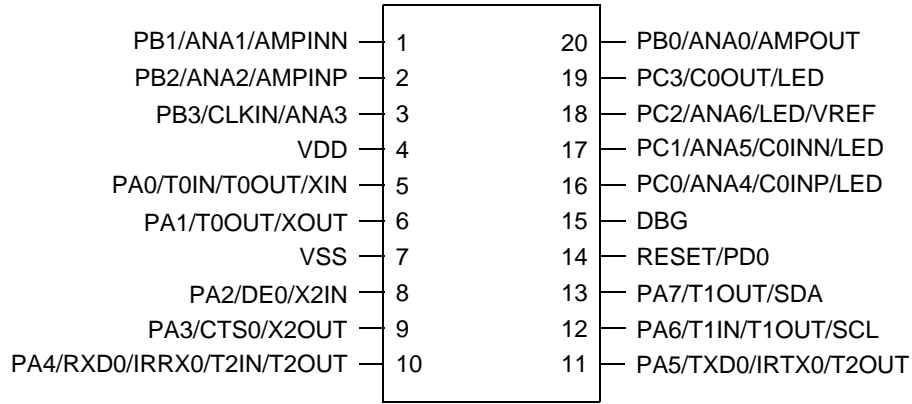 PB1/ANA1/AMPINN 1 20 PB0/ANA0/AMPOUT
PB2/ANA2/AMPINP 2 19 PC3/C0OUT/LED
PB3/CLKIN/ANA3 3 18 PC2/ANA6/LED/VREF
VDD 4 17 PC1/ANA5/C0INN/LED
PA0/T0IN/T0OUT/XIN 5 16 PC0/ANA4/C0INP/LED
PA1/T0OUT/XOUT 6 15 DBG
VSS 7 14 RESET/PD0
PA2/DE0/X2IN 8 13 PA7/T1OUT/SDA
PA3/CTS0/X2OUT 9 12 PA6/T1IN/T1OUT/SCL
PA4/RXD0/IRRX0/T2IN/T2OUT 10 11 PA5/TXD0/IRTX0/T2OUT